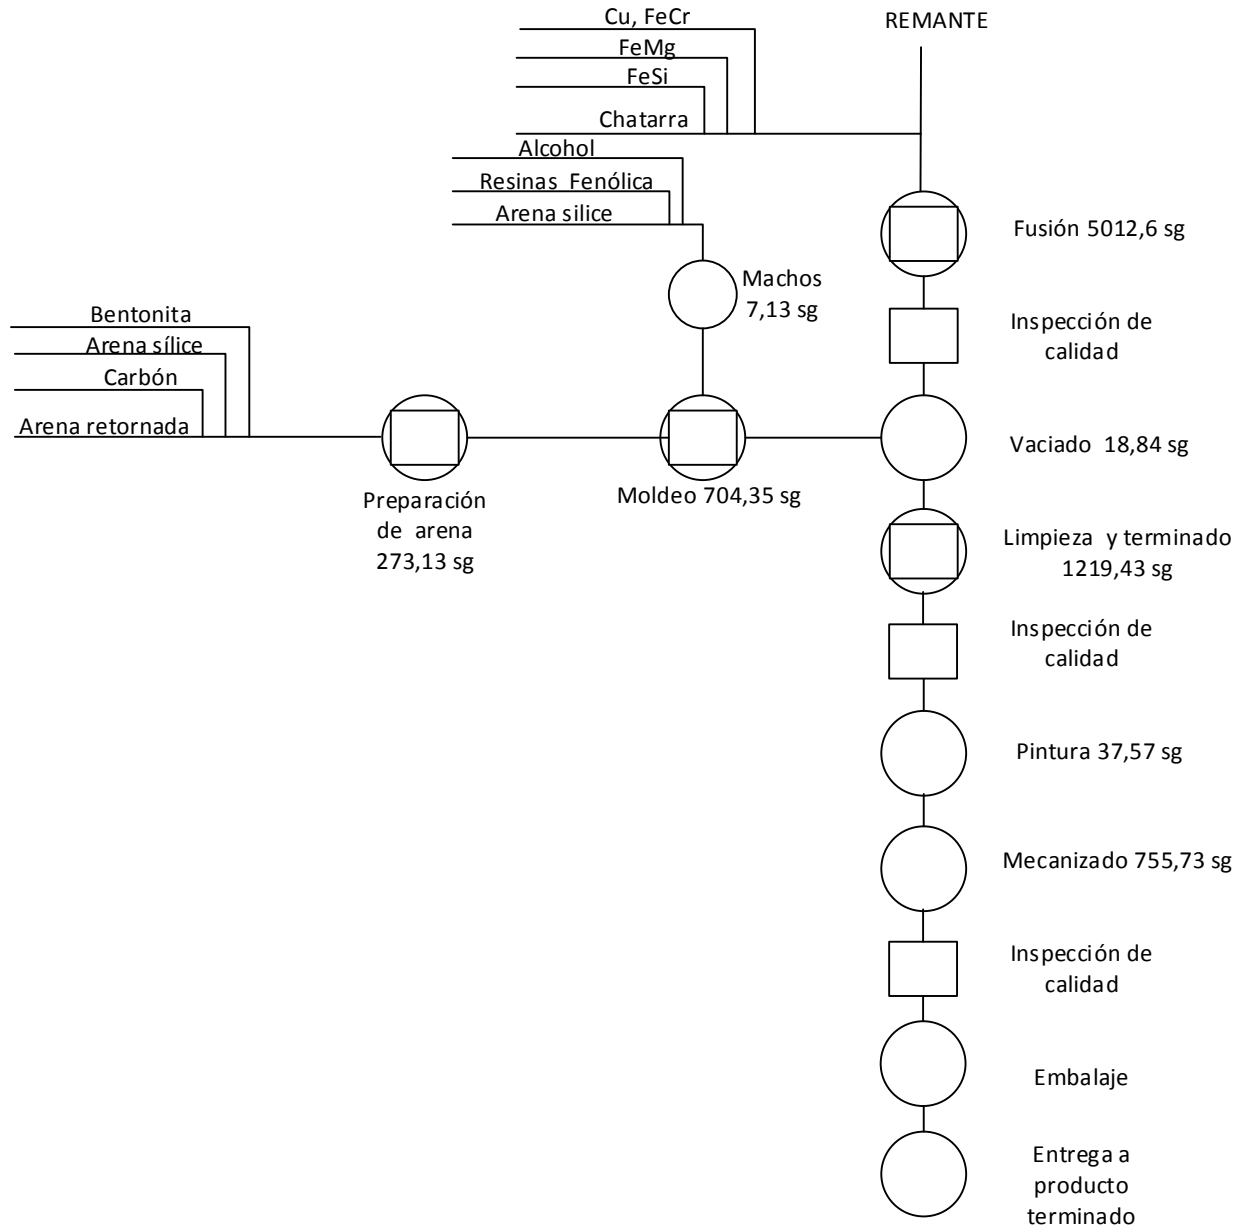 Cu, FeCr
REMANTE
FeMg
FeSi
Chatarra
Alcohol
Resinas Fenólica
Arena silice
Fusión 5012,6 sg
Machos
7,13 sg
Bentonita
Arena sílice
Carbón
Arena retornada
Inspección de
calidad
Vaciado 18,84 sg
Preparación
de arena
273,13 sg
Moldeo 704,35 sg
Limpieza y terminado
1219,43 sg
Inspección de
calidad
Pintura 37,57 sg
Mecanizado 755,73 sg
Inspección de
calidad
Embalaje
Entrega a
producto
terminado